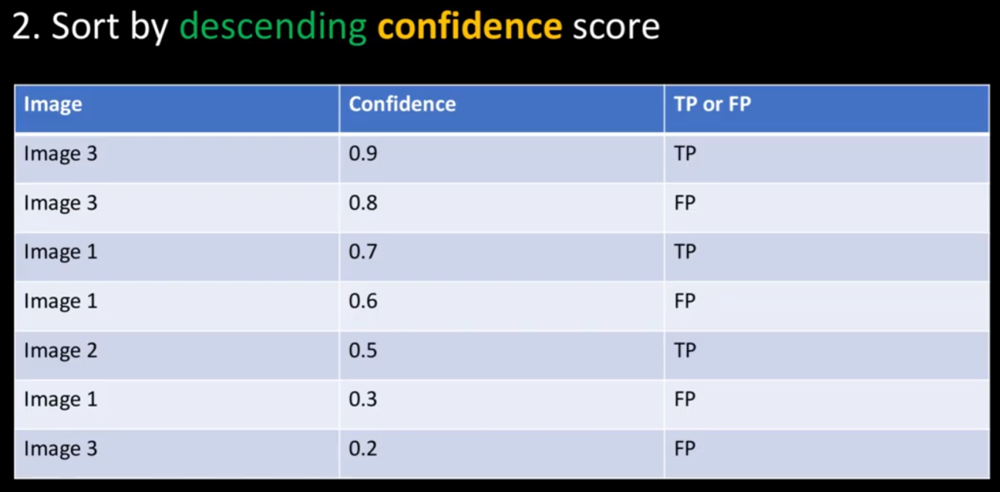 2. Sort by descending confidence score
Image Confidence TP or FP
Image 3 0.9 TP
Image 3 0.8 FP
Image 1 0.7 TP
Image 1 0.6 FP
Image 2 0.5 TP
Image 1 0.3 FP
Image 3 0.2 FP